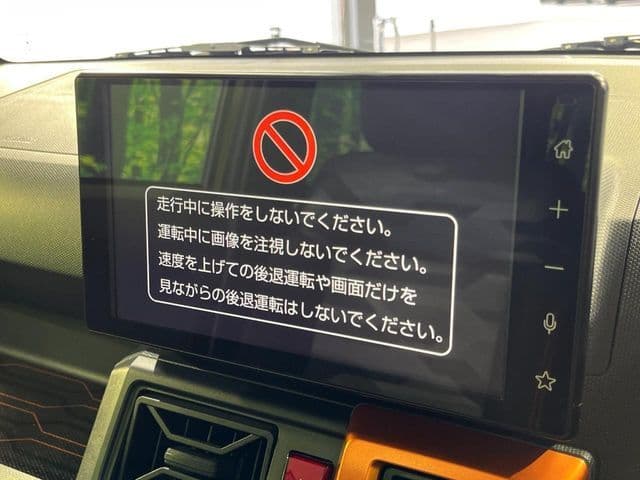 走行中に操作をしないでください。
運転中に画像を注視しないでください。
速度を上げての後退運転や画面だけを
見ながらの後退運転はしないでください。